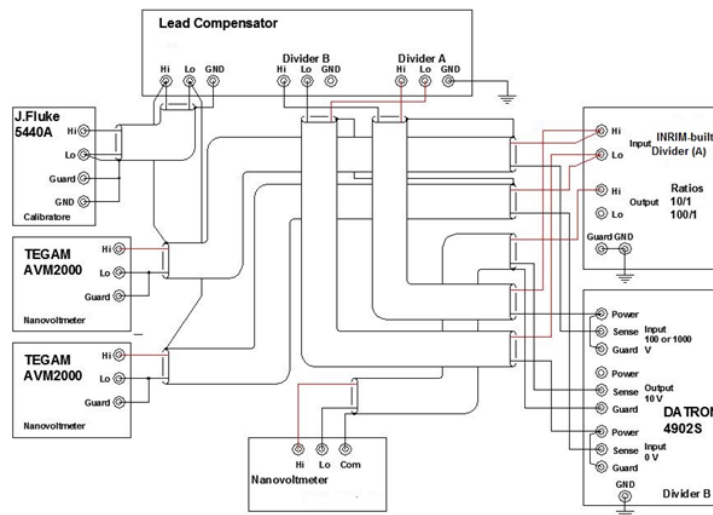 Lead Compensator
Divider B
Divider A
Hi Lo GND
Hi Lo GND
Hi Lo GND
J.Fluke
5440A
Hi
Lo
Guard
GND
Calibratore
TEGAM
AVM2000
Hi
Lo
Guard
Nanovoltmeter
TEGAM
AVM2000
Hi
Lo
Guard
Nanovoltmeter
Hi Lo Com
Nanovoltmeter
Hi
Input
Lo
INRIM-built
Divider (A)
Hi
Output
Lo
Ratios
10/1
100/1
Guard GND
Power
Sense
Guard
Input
100 or 1000
V
Power
Sense
Guard
Output
10 V
DATRON
4902S
Power
Sense
Guard
Input
0 V
GND
Divider B